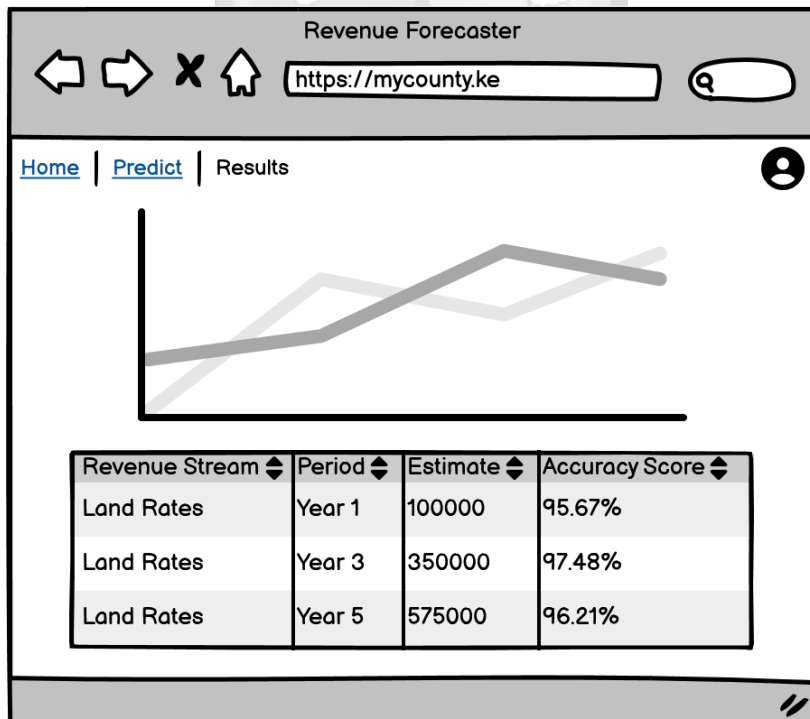 Revenue Forecaster
https://mycounty.ke
Home Predict Results
Revenue Stream Period Estimate Accuracy Score
Land Rates Year 1 100000 95.67%
Land Rates Year 3 350000 97.48%
Land Rates Year 5 575000 96.21%